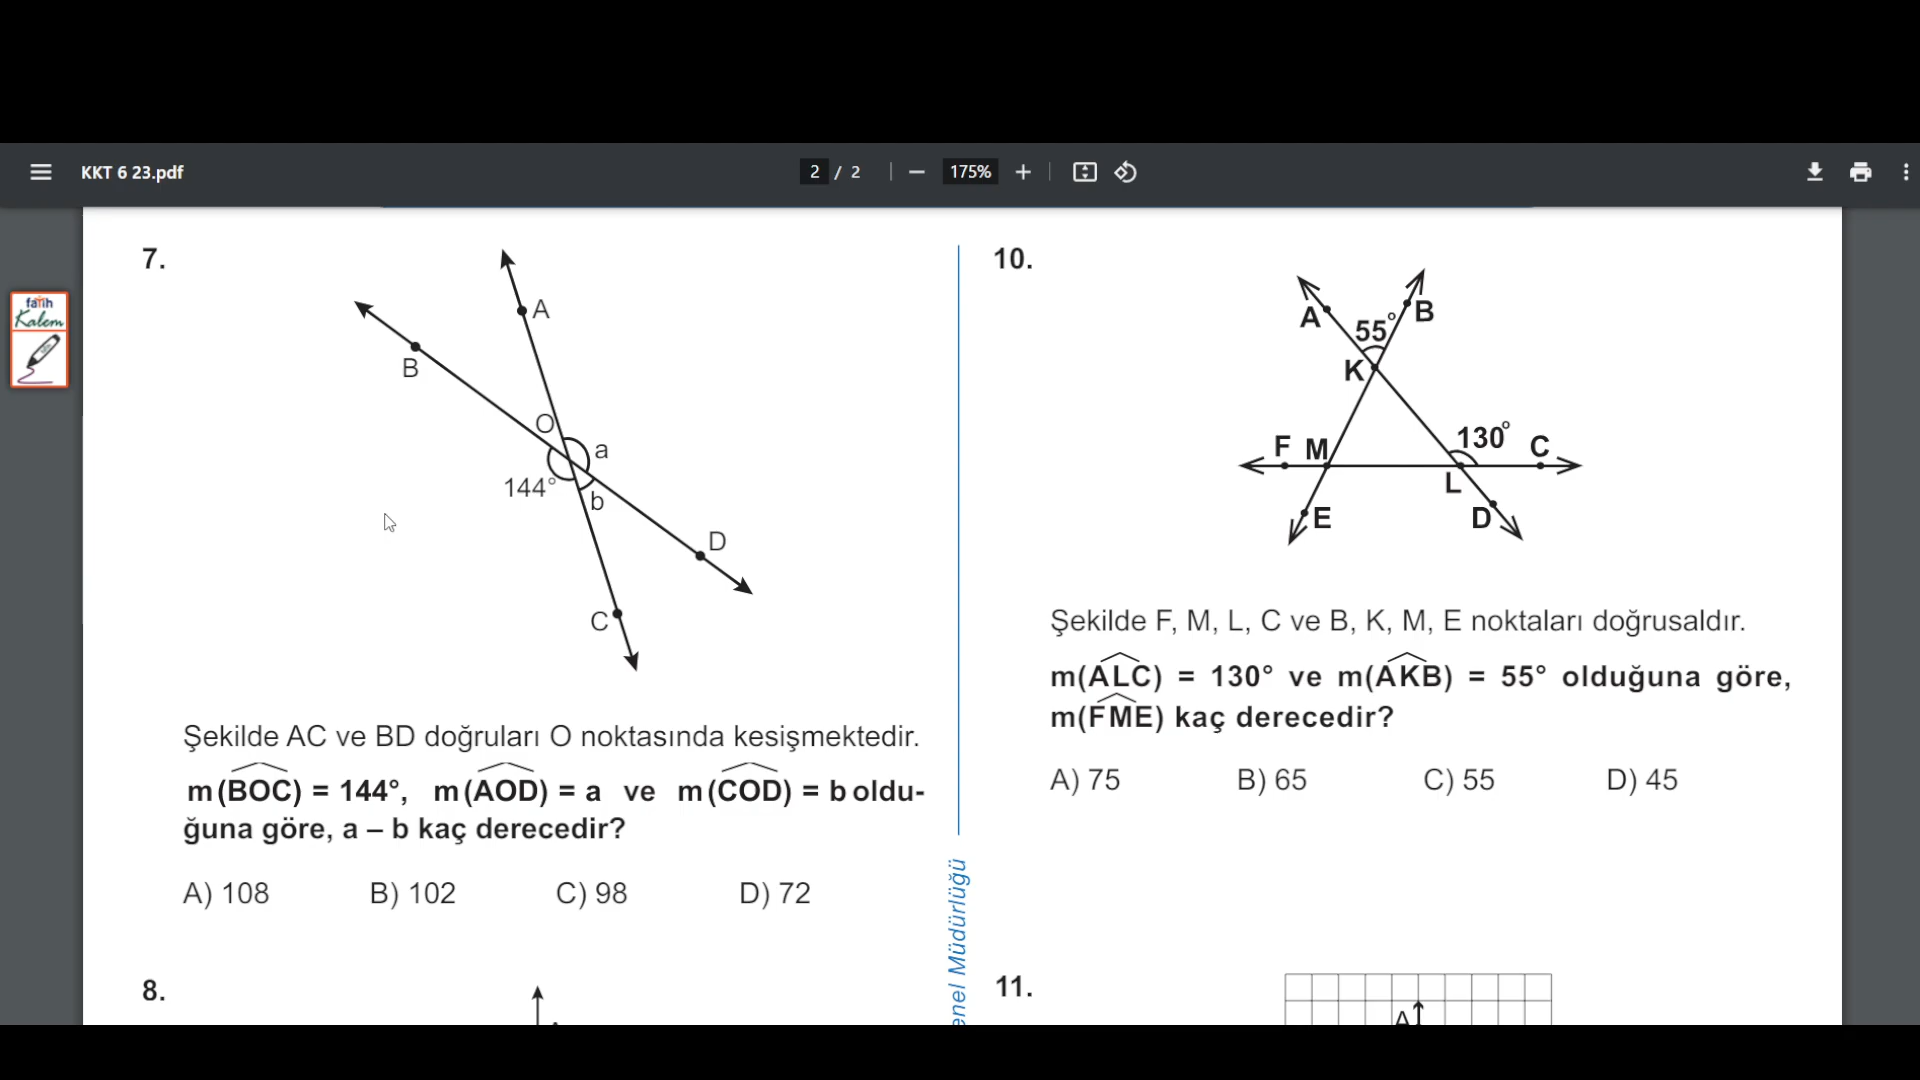 KKT 6 23.pdf
2 / 2
175%
fatih
Kalem
7.
A
B
O
a
144°
b
D
C
Şekilde AC ve BD doğruları O noktasında kesişmektedir.
m(BOC) = 144°, m(AOD) = a ve m(COD) = b oldu-
ğuna göre, a – b kaç derecedir?
A) 108 B) 102 C) 98 D) 72
8.
enel Müdürlüğü
10.
A
B
55°
K
130°
F M
C
L
E
D
Şekilde F, M, L, C ve B, K, M, E noktaları doğrusaldır.
m(ALC) = 130° ve m(AKB) = 55° olduğuna göre,
m(FME) kaç derecedir?
A) 75 B) 65 C) 55 D) 45
11.
A